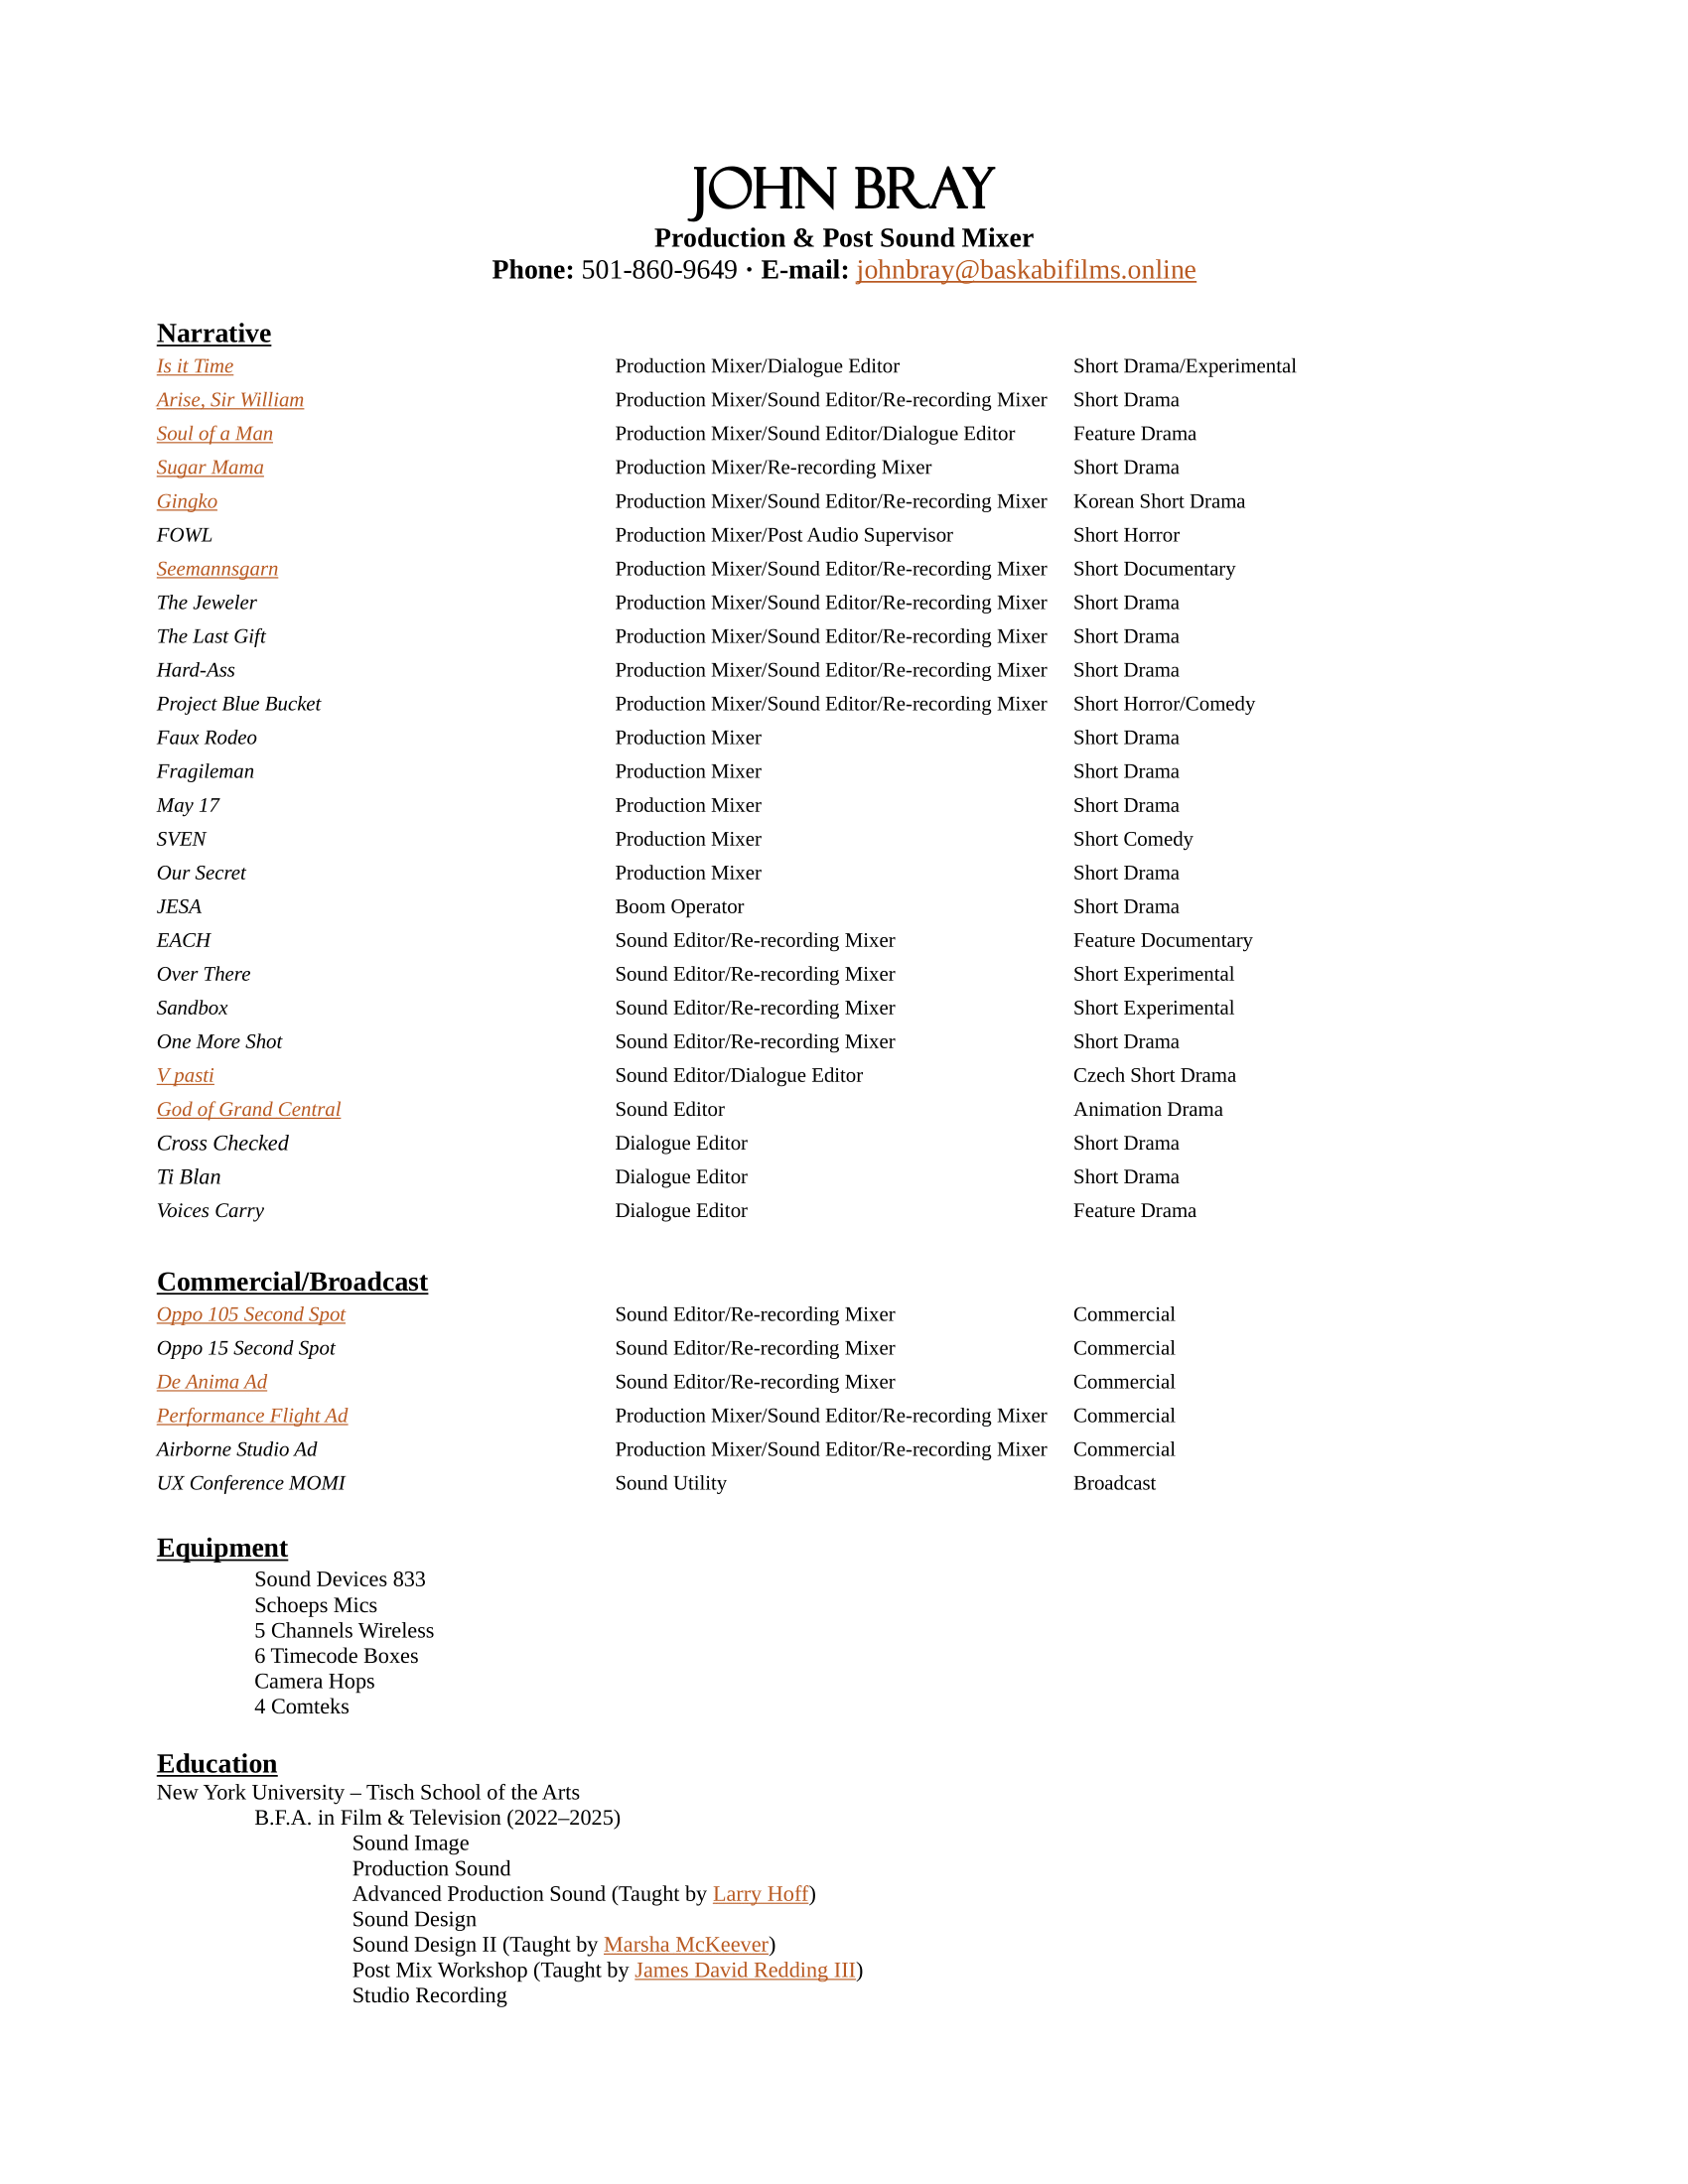 JOHN BRAY
Production & Post Sound Mixer
Phone: 501-860-9649 · E-mail: johnbray@baskabifilms.online
Narrative
Is it Time Production Mixer/Dialogue Editor Short Drama/Experimental
Arise, Sir William Production Mixer/Sound Editor/Re-recording Mixer Short Drama
Soul of a Man Production Mixer/Sound Editor/Dialogue Editor Feature Drama
Sugar Mama Production Mixer/Re-recording Mixer Short Drama
Gingko Production Mixer/Sound Editor/Re-recording Mixer Korean Short Drama
FOWL Production Mixer/Post Audio Supervisor Short Horror
Seemannsgarn Production Mixer/Sound Editor/Re-recording Mixer Short Documentary
The Jeweler Production Mixer/Sound Editor/Re-recording Mixer Short Drama
The Last Gift Production Mixer/Sound Editor/Re-recording Mixer Short Drama
Hard-Ass Production Mixer/Sound Editor/Re-recording Mixer Short Drama
Project Blue Bucket Production Mixer/Sound Editor/Re-recording Mixer Short Horror/Comedy
Faux Rodeo Production Mixer Short Drama
Fragileman Production Mixer Short Drama
May 17 Production Mixer Short Drama
SVEN Production Mixer Short Comedy
Our Secret Production Mixer Short Drama
JESA Boom Operator Short Drama
EACH Sound Editor/Re-recording Mixer Feature Documentary
Over There Sound Editor/Re-recording Mixer Short Experimental
Sandbox Sound Editor/Re-recording Mixer Short Experimental
One More Shot Sound Editor/Re-recording Mixer Short Drama
V pasti Sound Editor/Dialogue Editor Czech Short Drama
God of Grand Central Sound Editor Animation Drama
Cross Checked Dialogue Editor Short Drama
Ti Blan Dialogue Editor Short Drama
Voices Carry Dialogue Editor Feature Drama
Commercial/Broadcast
Oppo 105 Second Spot Sound Editor/Re-recording Mixer Commercial
Oppo 15 Second Spot Sound Editor/Re-recording Mixer Commercial
De Anima Ad Sound Editor/Re-recording Mixer Commercial
Performance Flight Ad Production Mixer/Sound Editor/Re-recording Mixer Commercial
Airborne Studio Ad Production Mixer/Sound Editor/Re-recording Mixer Commercial
UX Conference MOMI Sound Utility Broadcast
Equipment
Sound Devices 833
Schoeps Mics
5 Channels Wireless
6 Timecode Boxes
Camera Hops
4 Comteks
Education
New York University – Tisch School of the Arts
B.F.A. in Film & Television (2022–2025)
Sound Image
Production Sound
Advanced Production Sound (Taught by Larry Hoff)
Sound Design
Sound Design II (Taught by Marsha McKeever)
Post Mix Workshop (Taught by James David Redding III)
Studio Recording